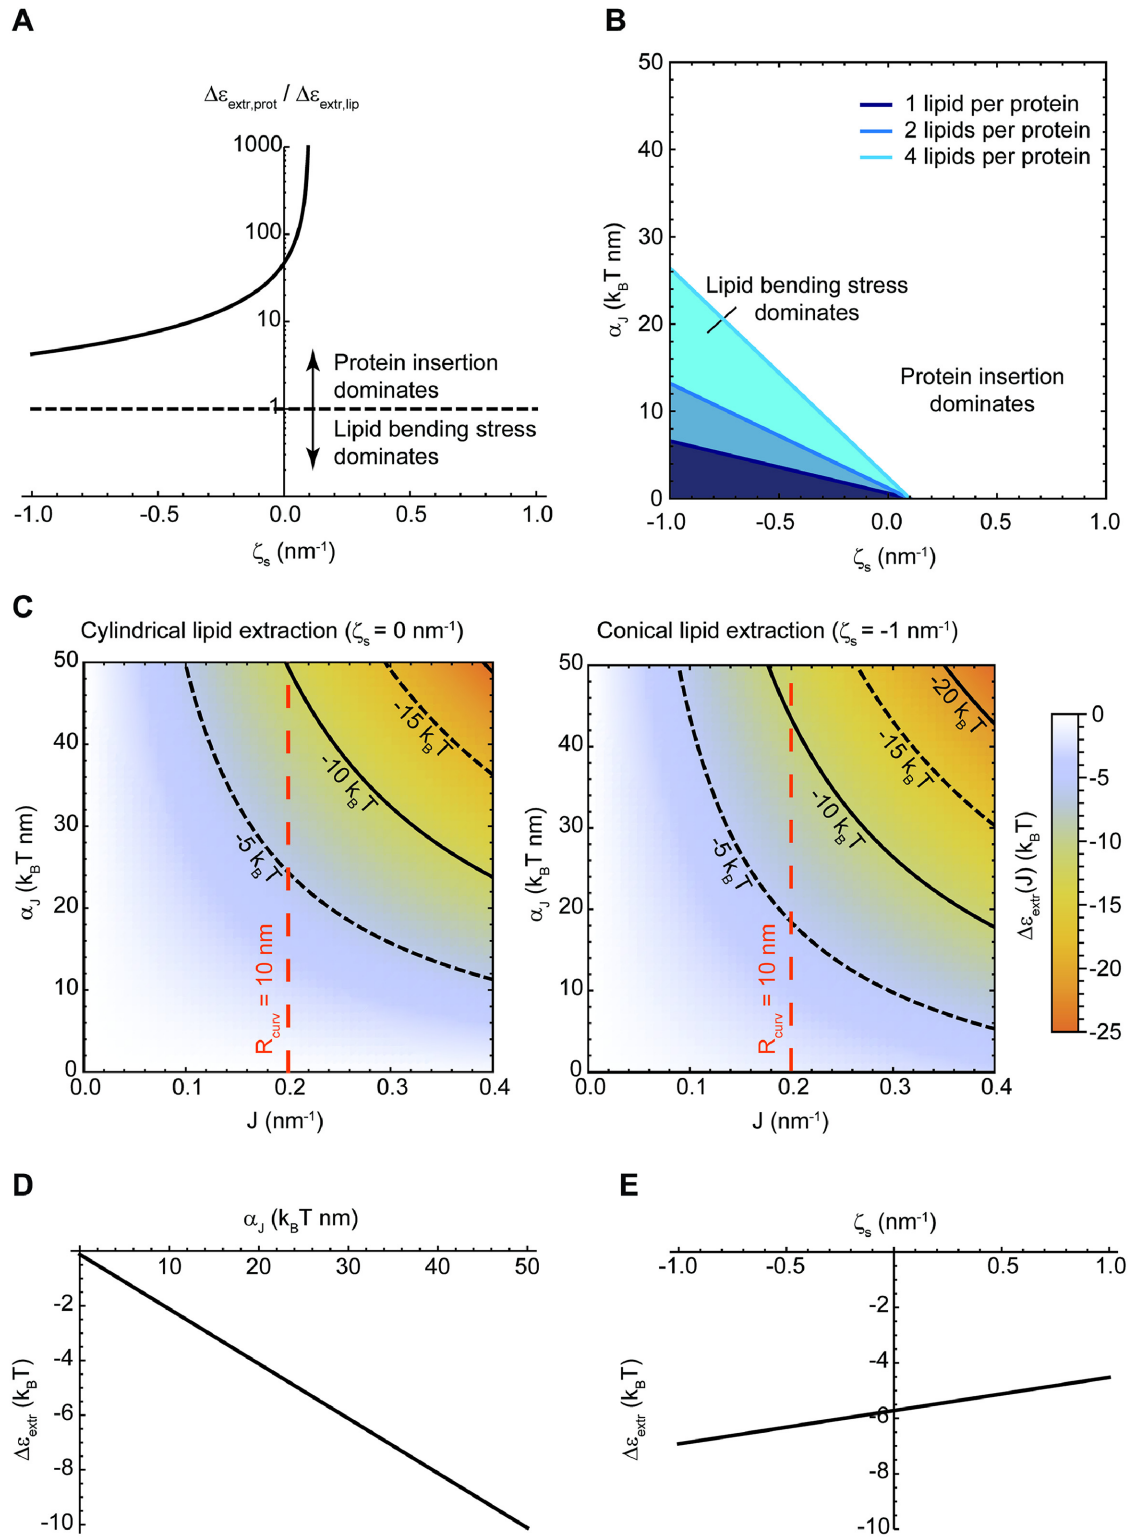 A
Δε_extr,prot / Δε_extr,lip
1000
100
10
1
Protein insertion
dominates
Lipid bending stress
dominates
-1.0 -0.5 0.0 0.5 1.0
ζ_s (nm⁻¹)
B
50
40
30
20
10
0
α_J (k_BT nm)
1 lipid per protein
2 lipids per protein
4 lipids per protein
Lipid bending stress
dominates
Protein insertion
dominates
-1.0 -0.5 0.0 0.5 1.0
ζ_s (nm⁻¹)
C
Cylindrical lipid extraction (ζ_s = 0 nm⁻¹)
50
40
30
20
10
0
α_J (k_BT nm)
-15 k_BT
-10 k_BT
-5 k_BT
R_curv = 10 nm
0.0 0.1 0.2 0.3 0.4
J (nm⁻¹)
Conical lipid extraction (ζ_s = -1 nm⁻¹)
50
40
30
20
10
0
α_J (k_BT nm)
-20 k_BT
-15 k_BT
-10 k_BT
-5 k_BT
R_curv = 10 nm
0.0 0.1 0.2 0.3 0.4
J (nm⁻¹)
0
-5
-10
-15
-20
-25
Δε_extr(J) (k_BT)
D
α_J (k_BT nm)
10 20 30 40 50
-2
-4
-6
-8
-10
Δε_extr (k_BT)
E
ζ_s (nm⁻¹)
-1.0 -0.5 0.5 1.0
-2
-4
-6
-8
-10
Δε_extr (k_BT)